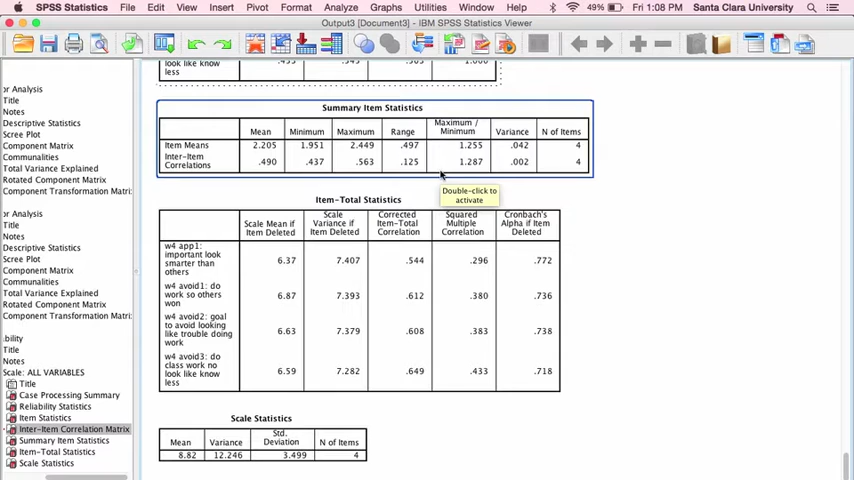 SPSS Statistics File Edit View Insert Pivot Format Analyze Graphs Utilities Window Help 49% Fri 1:08 PM Santa Clara University
Output3 [Document3] - IBM SPSS Statistics Viewer
or Analysis
Title
Notes
Descriptive Statistics
Scree Plot
Component Matrix
Communalities
Total Variance Explained
Rotated Component Matrix
Component Transformation Matri:
or Analysis
Title
Notes
Descriptive Statistics
Scree Plot
Component Matrix
Communalities
Total Variance Explained
Rotated Component Matrix
Component Transformation Matri:
bility
Title
Notes
Scale: ALL VARIABLES
Title
Case Processing Summary
Reliability Statistics
Item Statistics
Inter-Item Correlation Matrix
Summary Item Statistics
Item-Total Statistics
Scale Statistics
look like know
less
Summary Item Statistics
Mean Minimum Maximum Range Maximum / Minimum Variance N of Items
Item Means 2.205 1.951 2.449 .497 1.255 .042 4
Inter-Item Correlations .490 .437 .563 .125 1.287 .002 4
Double-click to
activate
Item-Total Statistics
Scale Mean if Item Deleted Scale Variance if Item Deleted Corrected Item-Total Correlation Squared Multiple Correlation Cronbach's Alpha if Item Deleted
w4 app1: important look smarter than others 6.37 7.407 .544 .296 .772
w4 avoid1: do work so others won 6.87 7.393 .612 .380 .736
w4 avoid2: goal to avoid looking like trouble doing work 6.63 7.379 .608 .383 .738
w4 avoid3: do class work no look like know less 6.59 7.282 .649 .433 .718
Scale Statistics
Mean Variance Std. Deviation N of Items
8.82 12.246 3.499 4